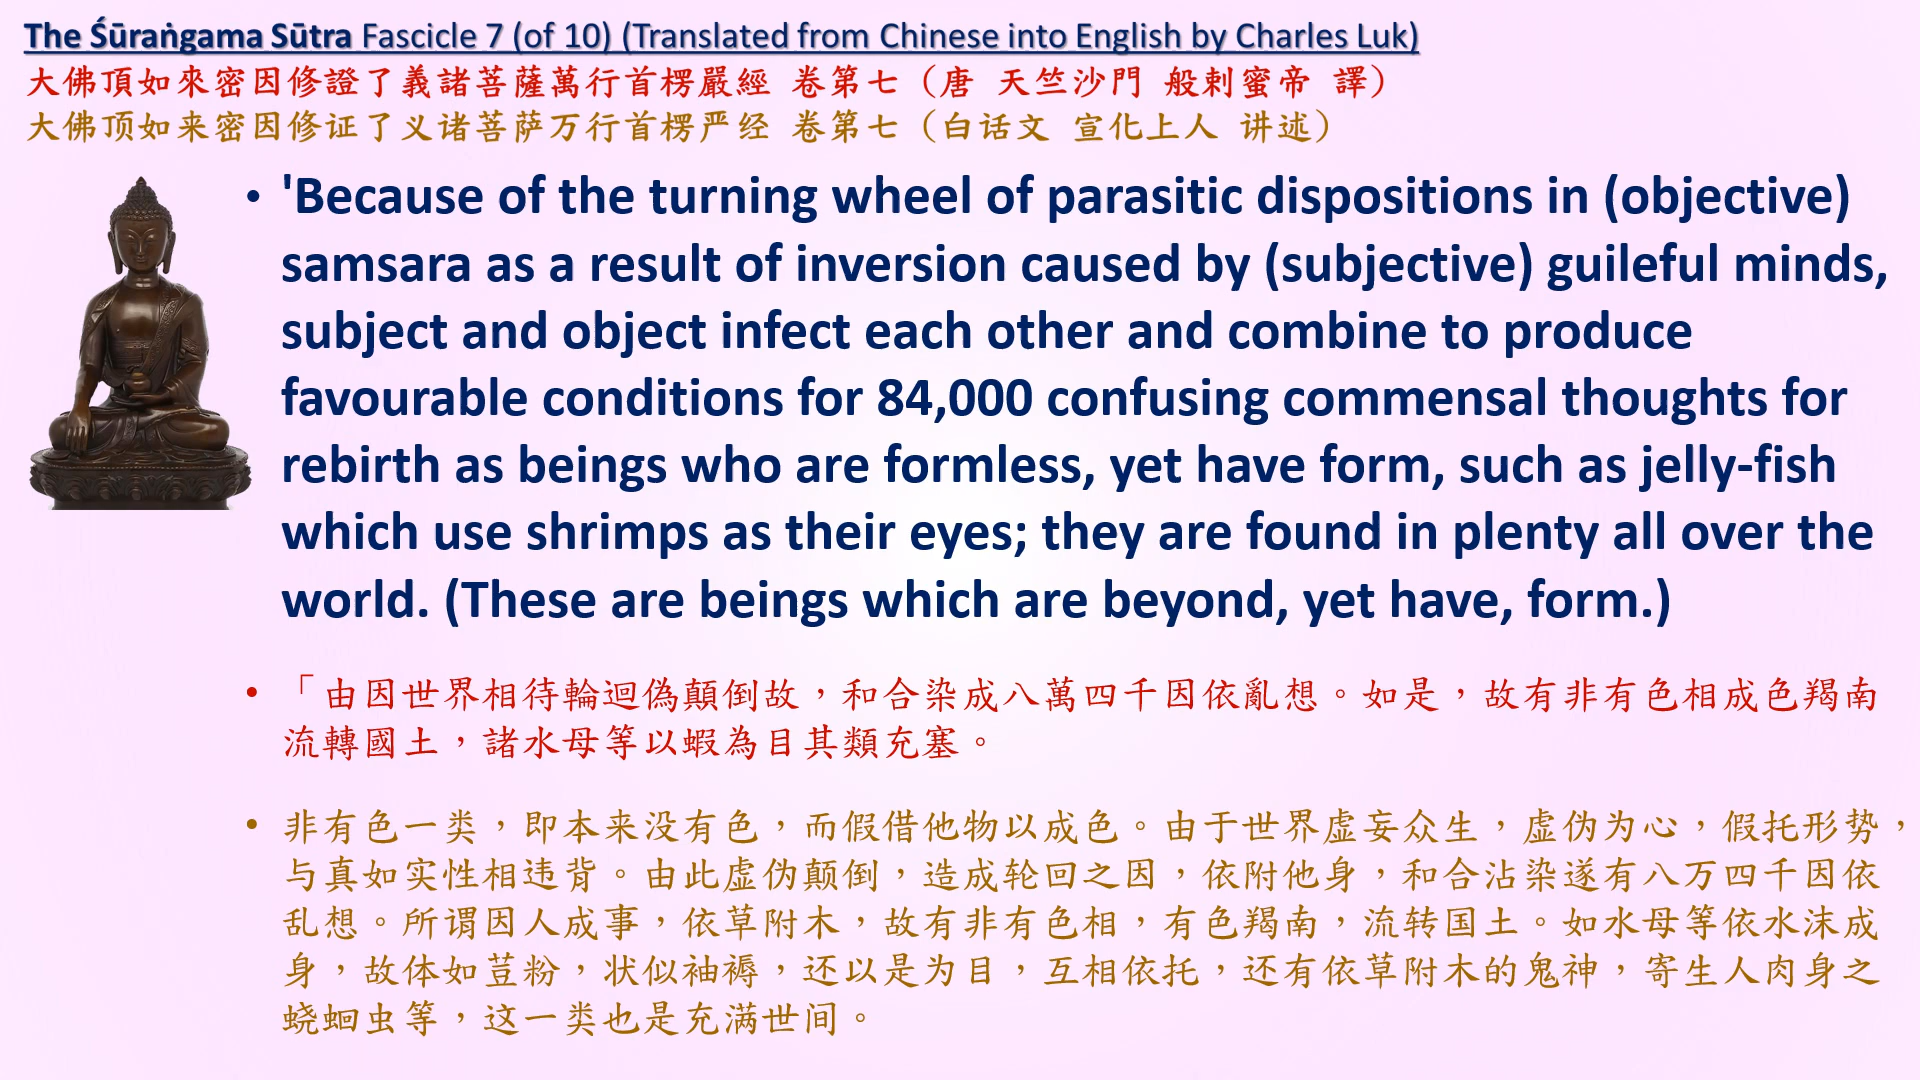 The Śūraṅgama Sūtra Fascicle 7 (of 10) (Translated from Chinese into English by Charles Luk)
大佛頂如來密因修證了義諸菩薩萬行首楞嚴經 卷第七（唐 天竺沙門 般剌蜜帝 譯）
大佛顶如来密因修证了义诸菩萨万行首楞严经 卷第七（白话文 宣化上人 讲述）
• 'Because of the turning wheel of parasitic dispositions in (objective)
samsara as a result of inversion caused by (subjective) guileful minds,
subject and object infect each other and combine to produce
favourable conditions for 84,000 confusing commensal thoughts for
rebirth as beings who are formless, yet have form, such as jelly-fish
which use shrimps as their eyes; they are found in plenty all over the
world. (These are beings which are beyond, yet have, form.)
• 「由因世界相待輪迴偽顛倒故，和合染成八萬四千因依亂想。如是，故有非有色相成色羯南
流轉國土，諸水母等以蝦為目其類充塞。
• 非有色一类，即本来没有色，而假借他物以成色。由于世界虚妄众生，虚伪为心，假托形势，
与真如实性相违背。由此虚伪颠倒，造成轮回之因，依附他身，和合沾染遂有八万四千因依
乱想。所谓因人成事，依草附木，故有非有色相，有色羯南，流转国土。如水母等依水沫成
身，故体如荳粉，状似袖褥，还以是为目，互相依托，还有依草附木的鬼神，寄生人肉身之
蛲蛔虫等，这一类也是充满世间。